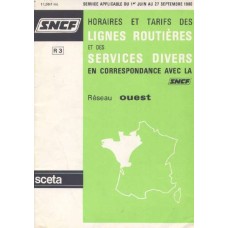 SERVICE APPLICABLE DU 1er JUIN AU 27 SEPTEMBRE 1980
SNCF
R 3
HORAIRES ET TARIFS DES
LIGNES ROUTIÈRES
ET DES
SERVICES DIVERS
EN CORRESPONDANCE AVEC LA
SNCF
Réseau ouest
sceta